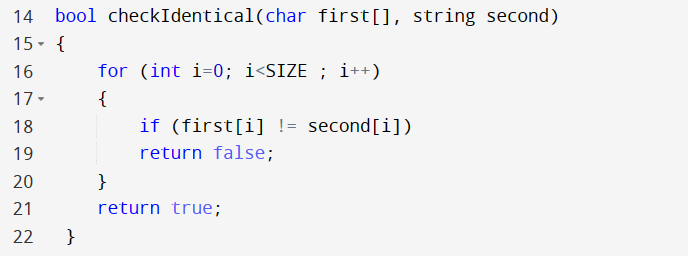 14 bool checkIdentical(char first[], string second)
15 {
16 for (int i=0; i<SIZE ; i++)
17 {
18 if (first[i] != second[i])
19 return false;
20 }
21 return true;
22 }